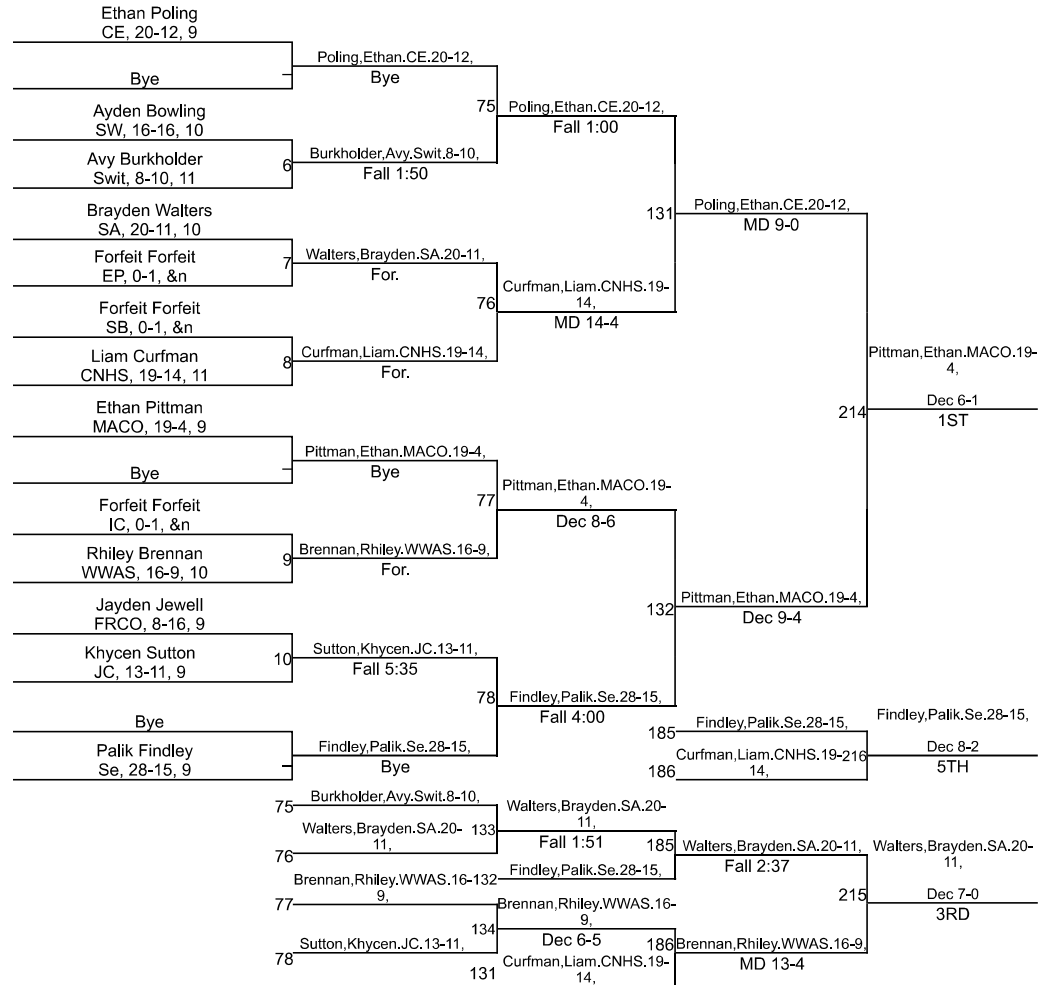 Ethan Poling
CE, 20-12, 9
Poling,Ethan.CE.20-12,
Bye
Bye
75
Poling,Ethan.CE.20-12,
Fall 1:00
Ayden Bowling
SW, 16-16, 10
Avy Burkholder
Swit, 8-10, 11
6
Burkholder,Avy.Swit.8-10,
Fall 1:50
131
Poling,Ethan.CE.20-12,
MD 9-0
Brayden Walters
SA, 20-11, 10
Forfeit Forfeit
EP, 0-1, &n
7
Walters,Brayden.SA.20-11,
For.
76
Curfman,Liam.CNHS.19-
14,
MD 14-4
Forfeit Forfeit
SB, 0-1, &n
Liam Curfman
CNHS, 19-14, 11
8
Curfman,Liam.CNHS.19-14,
For.
214
Pittman,Ethan.MACO.19-
4,
Dec 6-1
1ST
Ethan Pittman
MACO, 19-4, 9
Bye
Pittman,Ethan.MACO.19-4,
Bye
77
Pittman,Ethan.MACO.19-
4,
Dec 8-6
Forfeit Forfeit
IC, 0-1, &n
Rhiley Brennan
WWAS, 16-9, 10
9
Brennan,Rhiley.WWAS.16-9,
For.
132
Pittman,Ethan.MACO.19-4,
Dec 9-4
Jayden Jewell
FRCO, 8-16, 9
Khycen Sutton
JC, 13-11, 9
10
Sutton,Khycen.JC.13-11,
Fall 5:35
78
Findley,Palik.Se.28-15,
Fall 4:00
Bye
Palik Findley
Se, 28-15, 9
Findley,Palik.Se.28-15,
Bye
185
Findley,Palik.Se.28-15,
186
Curfman,Liam.CNHS.19-
14,
216
Findley,Palik.Se.28-15,
Dec 8-2
5TH
75
Burkholder,Avy.Swit.8-10,
76
Walters,Brayden.SA.20-
11,
133
Walters,Brayden.SA.20-
11,
Fall 1:51
132
Findley,Palik.Se.28-15,
185
Walters,Brayden.SA.20-11,
Fall 2:37
77
Brennan,Rhiley.WWAS.16-
9,
78
Sutton,Khycen.JC.13-11,
134
Brennan,Rhiley.WWAS.16-
9,
Dec 6-5
131
Curfman,Liam.CNHS.19-
14,
186
Brennan,Rhiley.WWAS.16-9,
MD 13-4
215
Walters,Brayden.SA.20-
11,
Dec 7-0
3RD